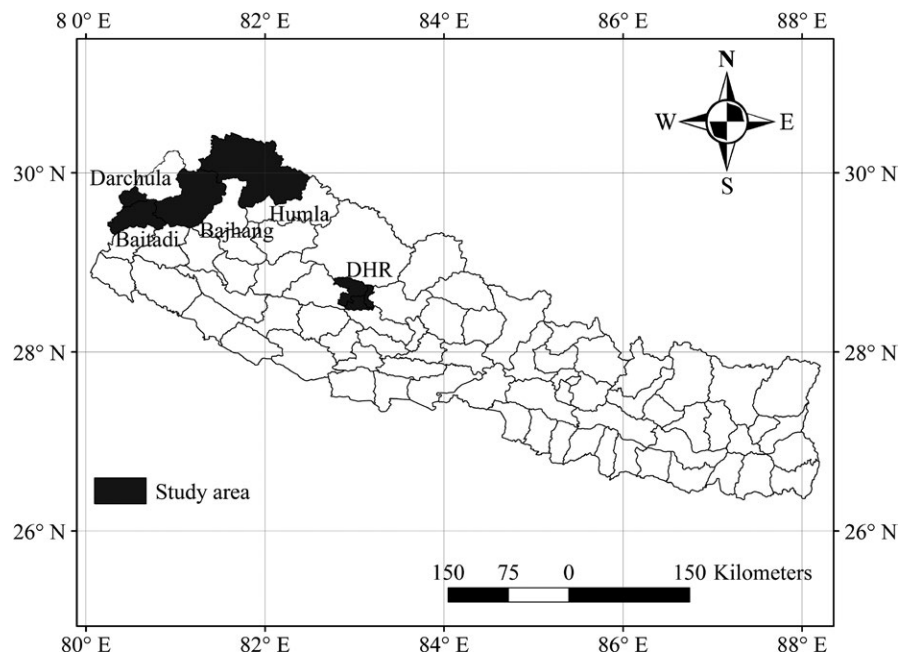 8 0° E 82° E 84° E 86° E 88° E
N
W E
S
30° N 30° N
Darchula
Humla
Bajhang
Baitadi
DHR
28° N 28° N
Study area
26° N 26° N
150 75 0 150 Kilometers
80° E 82° E 84° E 86° E 88° E